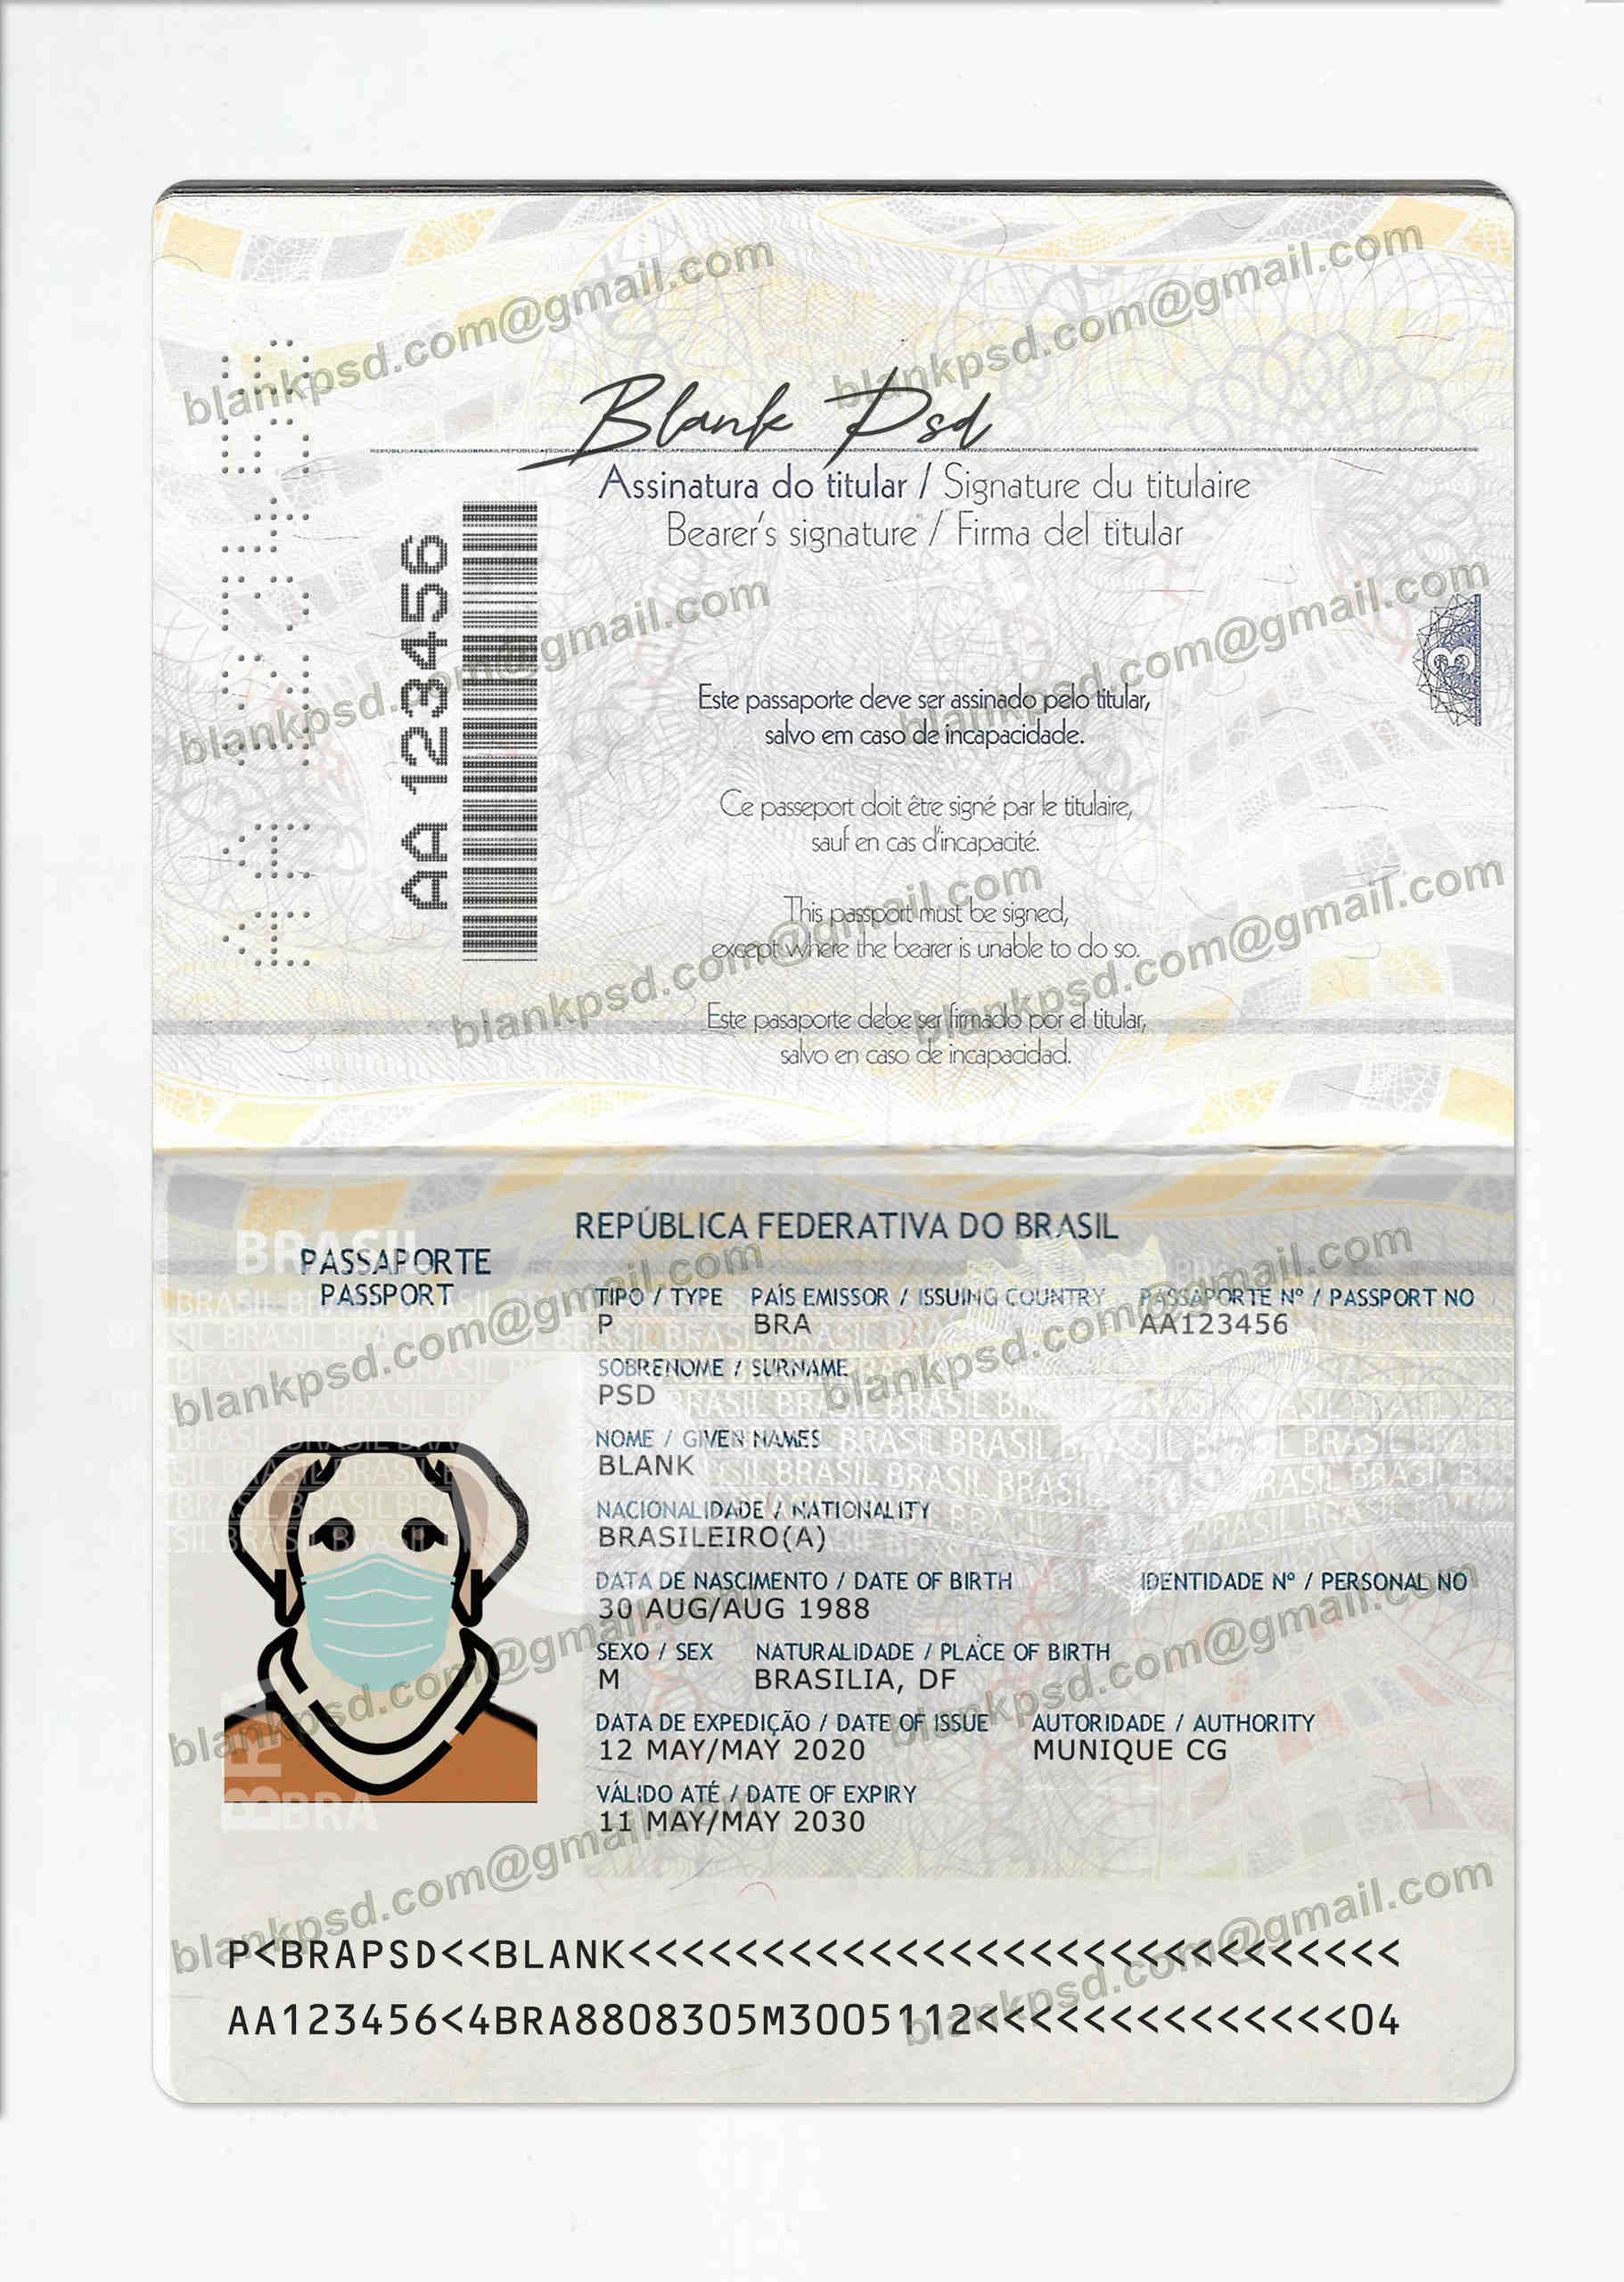 blankpsd.com@gmail.com
blankpsd.com@gmail.com
Blank Psd
Assinatura do titular / Signature du titulaire
Bearer's signature / Firma del titular
AA 123456
AA 123456
3
blankpsd.com@gmail.com
blankpsd.com@gmail.com
Este passaporte deve ser assinado pelo titular,
salvo em caso de incapacidade.
Ce passeport doit être signé par le titulaire,
sauf en cas d'incapacité.
This passport must be signed,
except where the bearer is unable to do so.
blankpsd.com@gmail.com
blankpsd.com@gmail.com
Este pasaporte debe ser firmado por el titular,
salvo en caso de incapacidad.
REPÚBLICA FEDERATIVA DO BRASIL
BRASIL
PASSAPORTE
PASSPORT
TIPO / TYPE PAÍS EMISSOR / ISSUING COUNTRY PASSAPORTE Nº / PASSPORT NO
P BRA AA123456
blankpsd.com@gmail.com
blankpsd.com@gmail.com
SOBRENOME / SURNAME
PSD
NOME / GIVEN NAMES
BLANK
NACIONALIDADE / NATIONALITY
BRASILEIRO(A)
DATA DE NASCIMENTO / DATE OF BIRTH IDENTIDADE Nº / PERSONAL NO
30 AUG/AUG 1988
SEXO / SEX NATURALIDADE / PLACE OF BIRTH
M BRASILIA, DF
blankpsd.com@gmail.com
blankpsd.com@gmail.com
DATA DE EXPEDIÇÃO / DATE OF ISSUE AUTORIDADE / AUTHORITY
12 MAY/MAY 2020 MUNIQUE CG
VÁLIDO ATÉ / DATE OF EXPIRY
11 MAY/MAY 2030
BRA
BRA
blankpsd.com@gmail.com
blankpsd.com@gmail.com
P<BRAPSD<<BLANK<<<<<<<<<<<<<<<<<<<<<<<<<<<<<
AA123456<4BRA8808305M3005112<<<<<<<<<<<<<<04